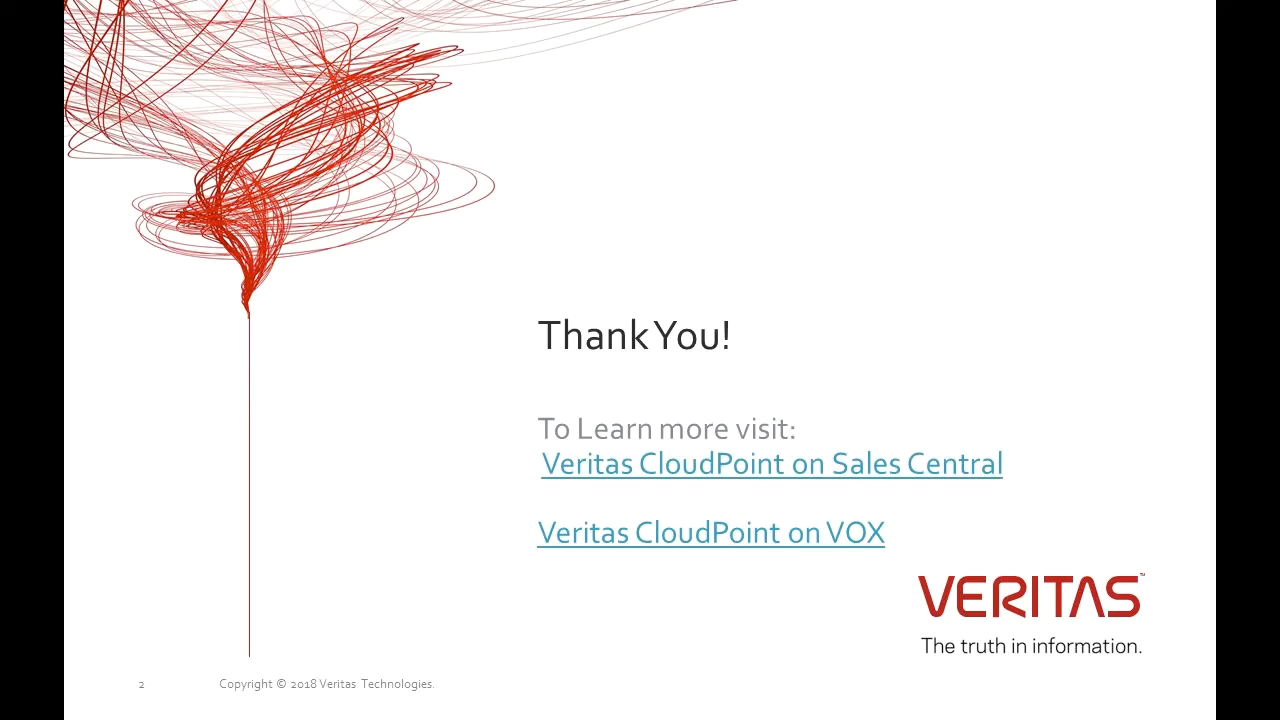 Thank You!
To Learn more visit:
Veritas CloudPoint on Sales Central
Veritas CloudPoint on VOX
VERITAS™
The truth in information.
2
Copyright © 2018 Veritas Technologies.